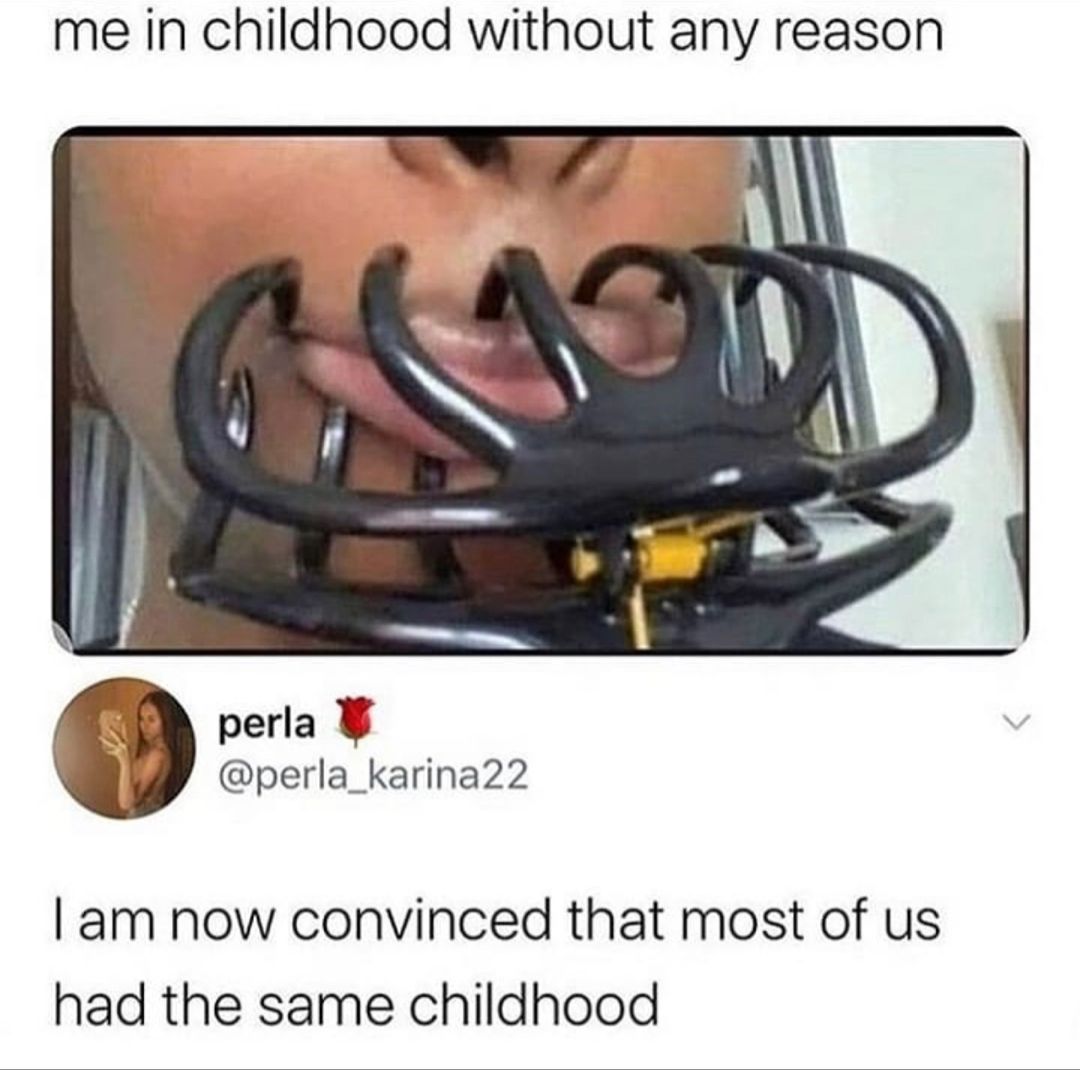 me in childhood without any reason
perla 🌹
@perla_karina22
I am now convinced that most of us
had the same childhood